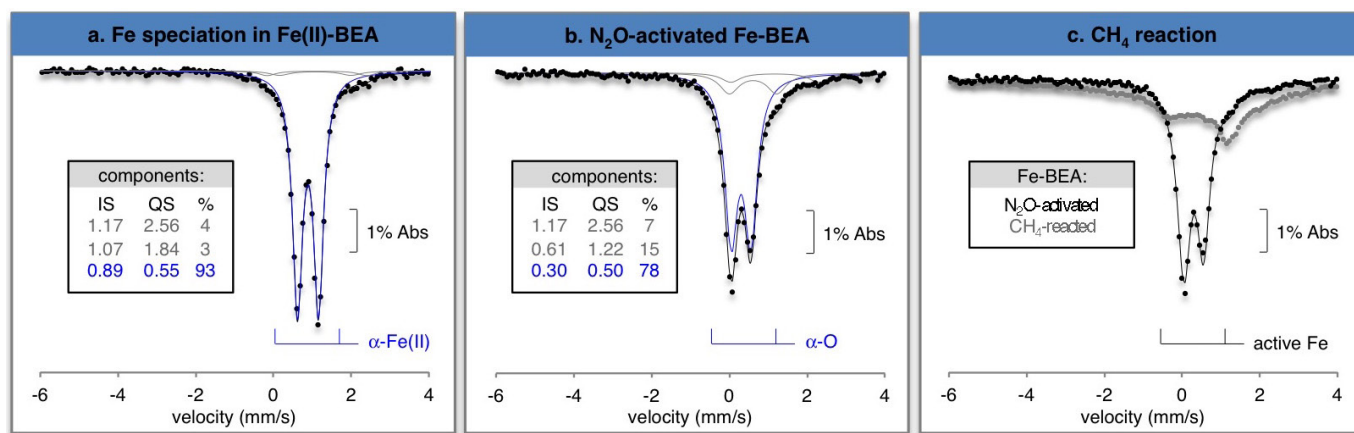 a. Fe speciation in Fe(II)-BEA
components:
IS QS %
1.17 2.56 4
1.07 1.84 3
0.89 0.55 93
1% Abs
α-Fe(II)
-6 -4 -2 0 2 4
velocity (mm/s)
b. N₂O-activated Fe-BEA
components:
IS QS %
1.17 2.56 7
0.61 1.22 15
0.30 0.50 78
1% Abs
α-O
-6 -4 -2 0 2 4
velocity (mm/s)
c. CH₄ reaction
Fe-BEA:
N₂O-activated
CH₄-reacted
1% Abs
active Fe
-6 -4 -2 0 2 4
velocity (mm/s)